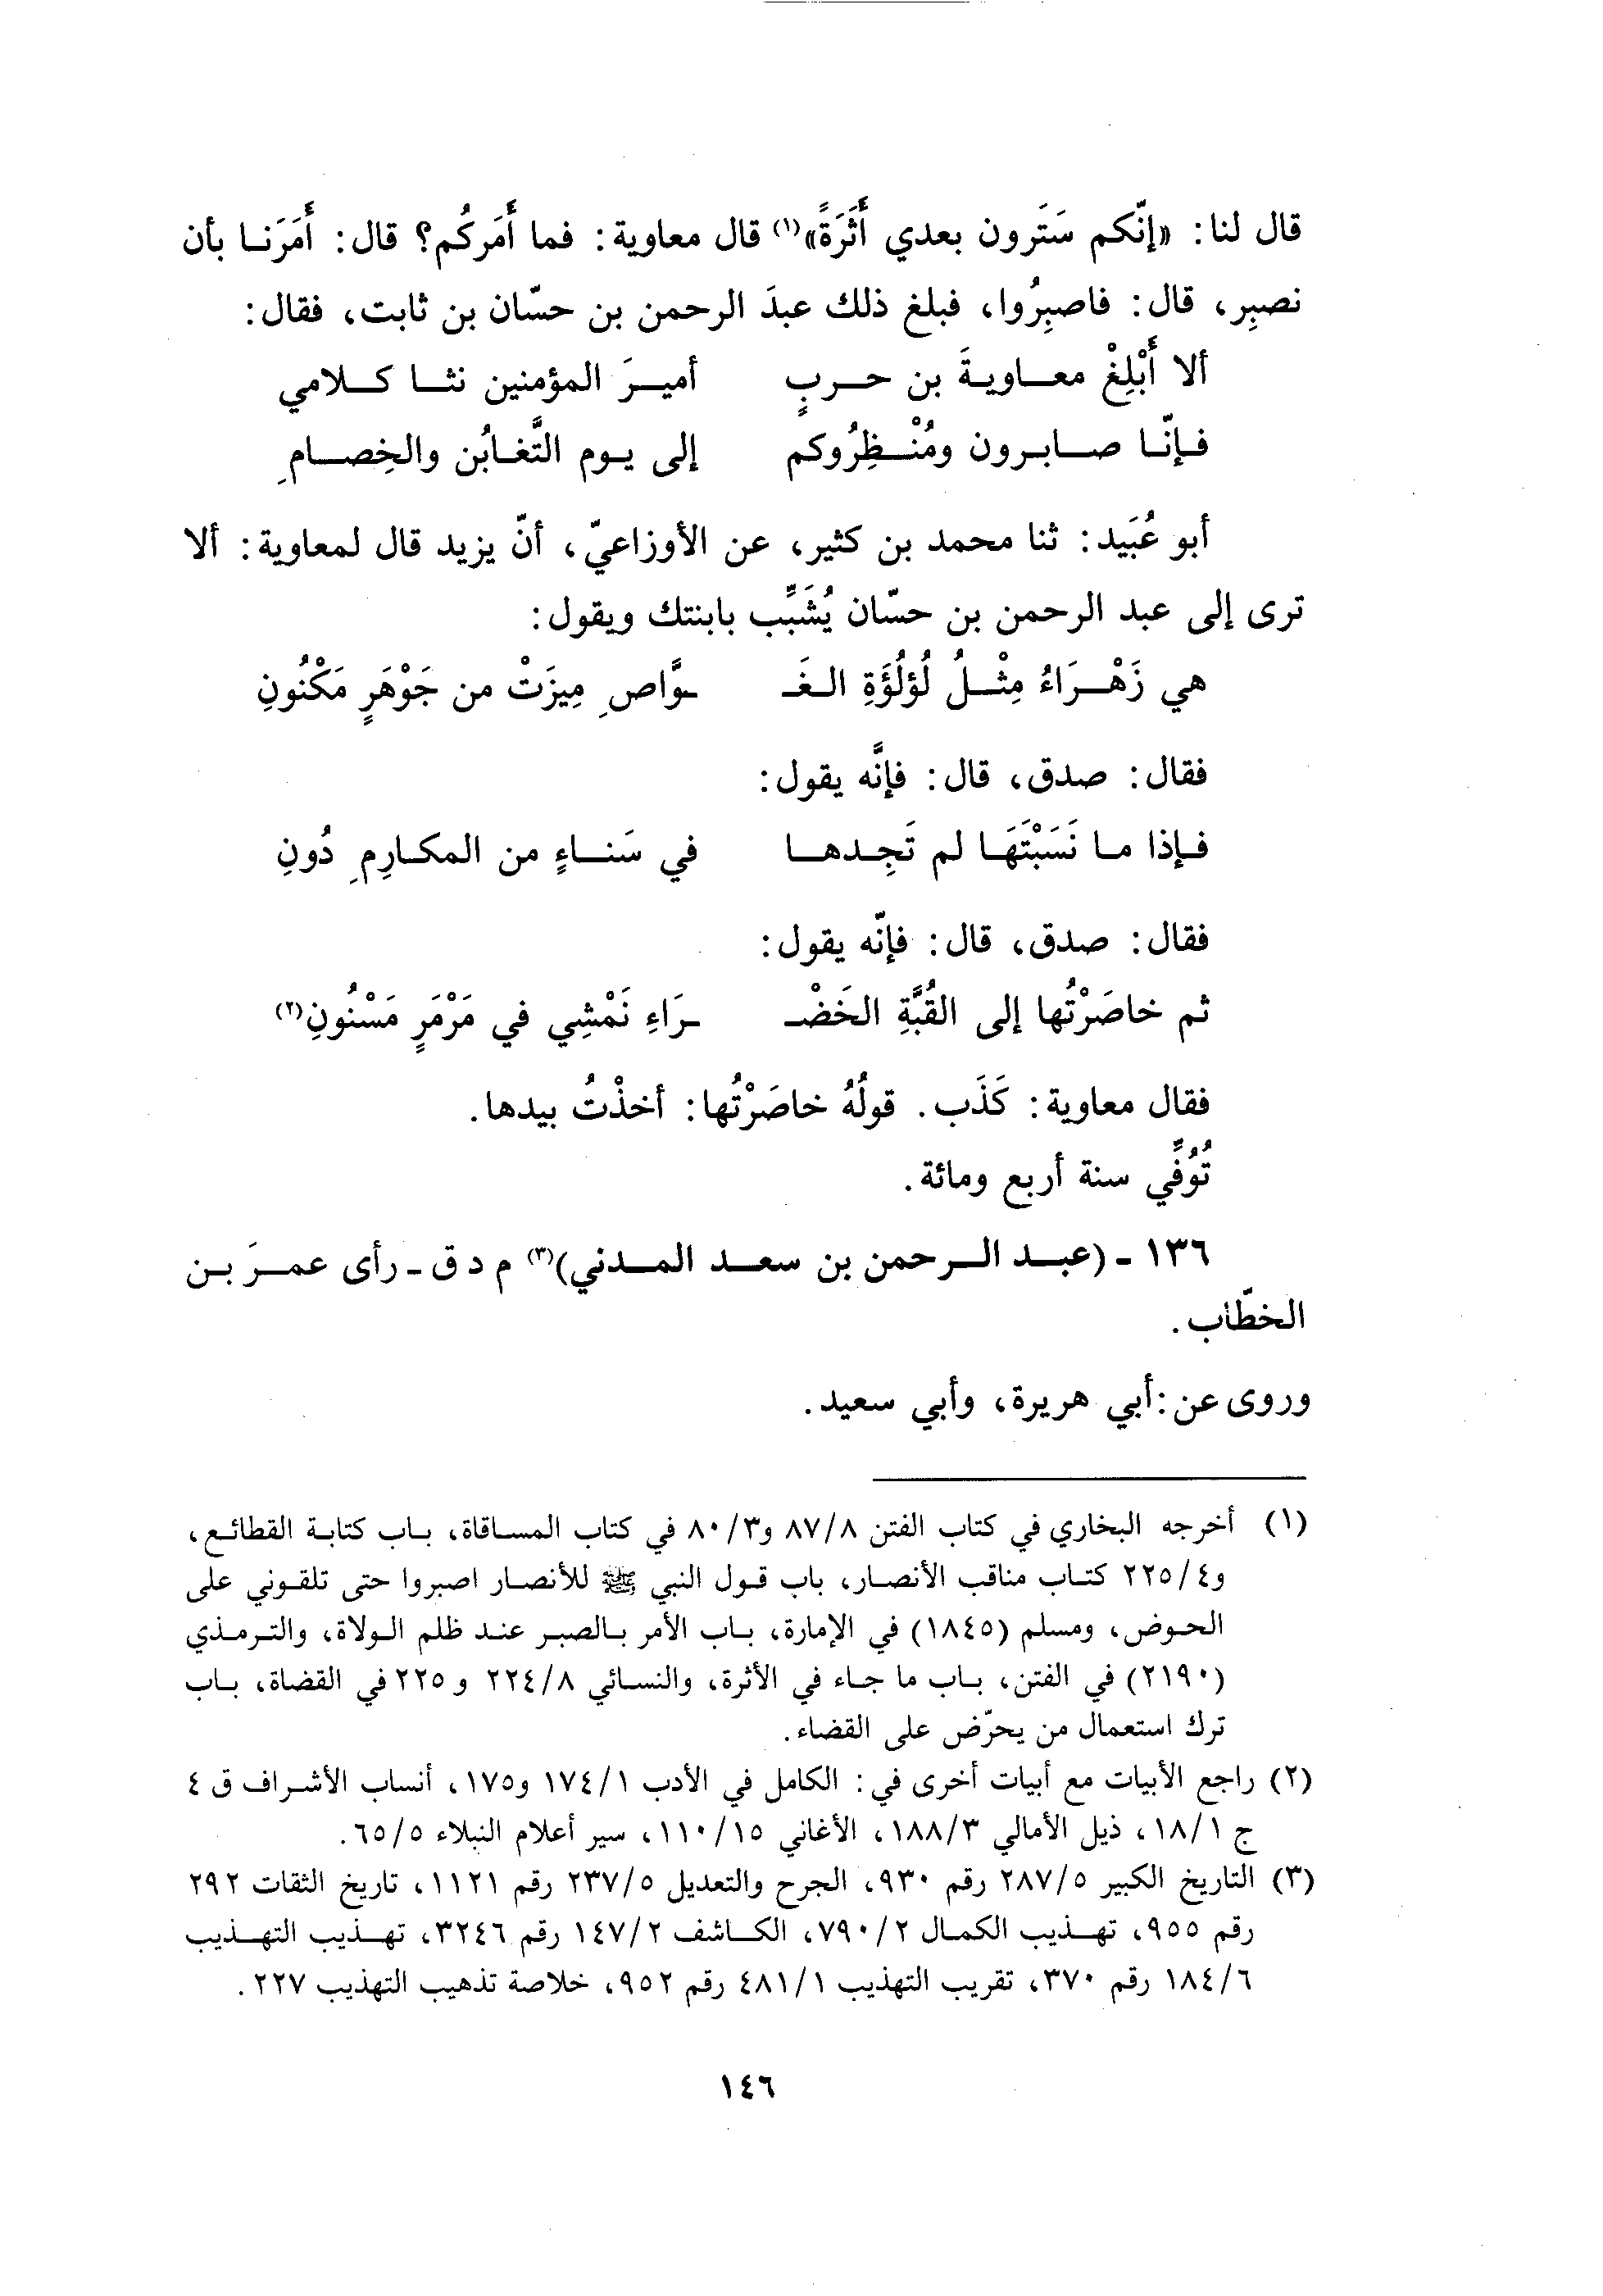 قال لنا: «إنّكم سَتَرون بعدي أَثَرَةً»(١) قال معاوية: فما أَمَركُم؟ قال: أَمَرَنا بأن
نصبِر، قال: فاصبِرُوا، فبلغ ذلك عبدَ الرحمن بن حسّان بن ثابت، فقال:
ألا أَبْلِغْ معاويةَ بن حربٍ أميرَ المؤمنين نثا كلامي
فإنّا صابرون ومُنْظِرُوكم إلى يوم التَّغابُن والخِصامِ
أبو عُبَيد: ثنا محمد بن كثير، عن الأوزاعيّ، أنّ يزيد قال لمعاوية: ألا
ترى إلى عبد الرحمن بن حسّان يُشَبِّب بابنتك ويقول:
هي زَهْرَاءُ مِثْلُ لُؤلُؤَةِ الغَـ ـوَّاصِ مِيزَتْ من جَوْهَرٍ مَكْنُونِ
فقال: صدق، قال: فإنَّه يقول:
فإذا ما نَسَبْتَهَا لم تَجِدها في سَناءٍ من المكارِمِ دُونِ
فقال: صدق، قال: فإنّه يقول:
ثم خاصَرْتُها إلى القُبَّةِ الخَضْـ ـرَاءِ نَمْشِي في مَرْمَرٍ مَسْنُونِ(٢)
فقال معاوية: كَذَب. قولُهُ خاصَرْتُها: أخذْتُ بيدها.
تُوُفِّي سنة أربع ومائة.
١٣٦ - (عبد الرحمن بن سعد المدني)(٣) م د ق - رأى عمرَ بن
الخطّاب.
وروى عن: أبي هريرة، وأبي سعيد.
(١) أخرجه البخاري في كتاب الفتن ٨٧/٨ و٨٠/٣ في كتاب المساقاة، باب كتابة القطائع،
و٢٢٥/٤ كتاب مناقب الأنصار، باب قول النبي ﷺ للأنصار اصبروا حتى تلقوني على
الحوض، ومسلم (١٨٤٥) في الإمارة، باب الأمر بالصبر عند ظلم الولاة، والترمذي
(٢١٩٠) في الفتن، باب ما جاء في الأثرة، والنسائي ٢٢٤/٨ و٢٢٥ في القضاة، باب
ترك استعمال من يحرّض على القضاء.
(٢) راجع الأبيات مع أبيات أخرى في: الكامل في الأدب ١٧٤/١ و١٧٥، أنساب الأشراف ق ٤
ج ١٨/١، ذيل الأمالي ١٨٨/٣، الأغاني ١١٠/١٥، سير أعلام النبلاء ٦٥/٥.
(٣) التاريخ الكبير ٢٨٧/٥ رقم ٩٣٠، الجرح والتعديل ٢٣٧/٥ رقم ١١٢١، تاريخ الثقات ٢٩٢
رقم ٩٥٥، تهذيب الكمال ٧٩٠/٢، الكاشف ١٤٧/٢ رقم ٣٢٤٦، تهذيب التهذيب
١٨٤/٦ رقم ٣٧٠، تقريب التهذيب ٤٨١/١ رقم ٩٥٢، خلاصة تذهيب التهذيب ٢٢٧.
١٤٦